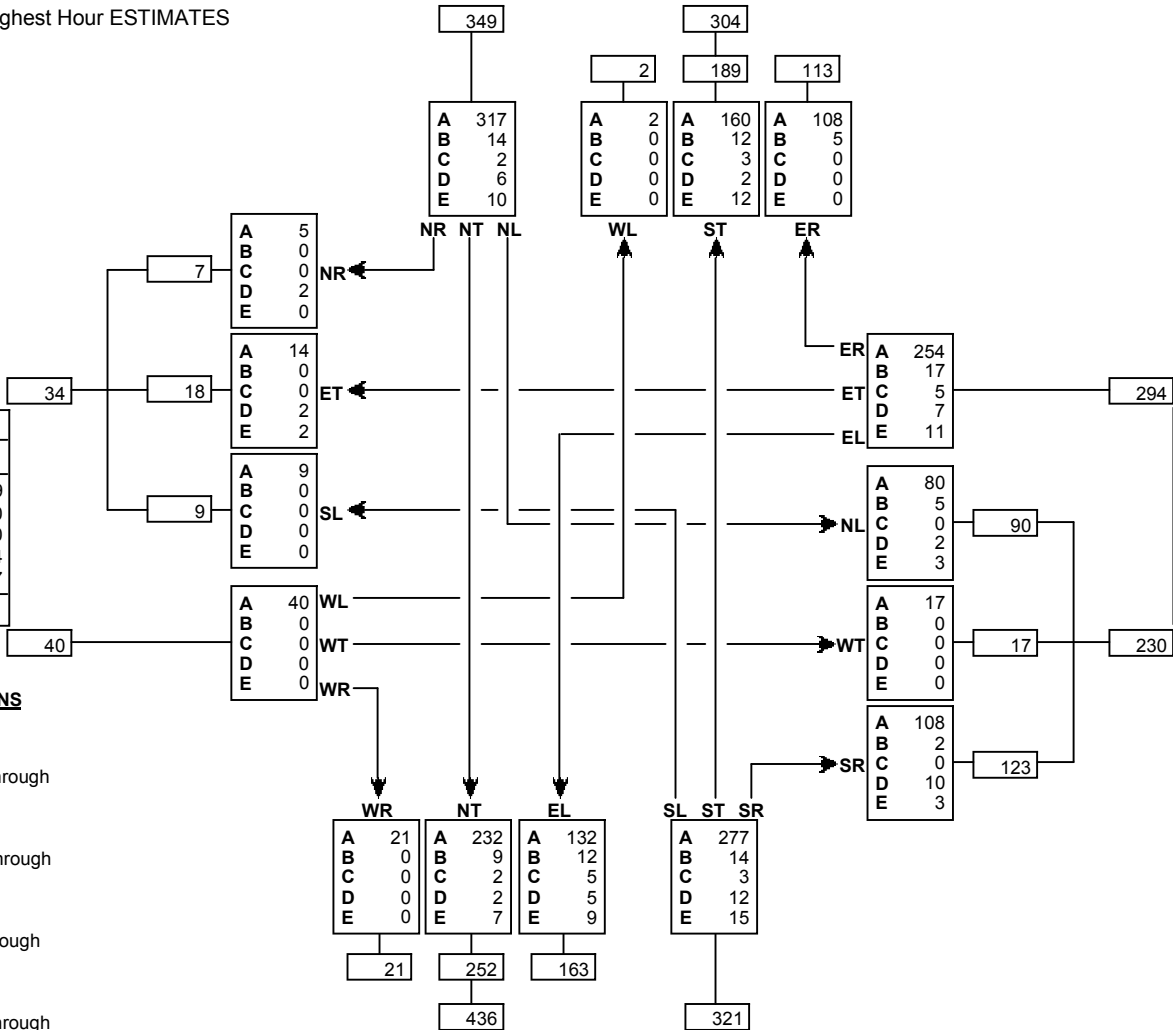 ghest Hour ESTIMATES
349
304
2
189
113
A 317
B 14
C 2
D 6
E 10
A 2
B 0
C 0
D 0
E 0
A 160
B 12
C 3
D 2
E 12
A 108
B 5
C 0
D 0
E 0
NR NT NL
WL
ST
ER
A 5
B 0
C 0
D 2
E 0
7
NR
A 14
B 0
C 0
D 2
E 2
34
18
ET
A 9
B 0
C 0
D 0
E 0
9
SL
A 40
B 0
C 0
D 0
E 0
40
WL
WT
WR
ER
ET
EL
A 254
B 17
C 5
D 7
E 11
294
A 80
B 5
C 0
D 2
E 3
NL
90
A 17
B 0
C 0
D 0
E 0
WT
17
230
A 108
B 2
C 0
D 10
E 3
SR
123
NS
hrough
hrough
ough
hrough
WR
NT
EL
SL ST SR
A 21
B 0
C 0
D 0
E 0
A 232
B 9
C 2
D 2
E 7
A 132
B 12
C 5
D 5
E 9
A 277
B 14
C 3
D 12
E 15
21
252
163
436
321